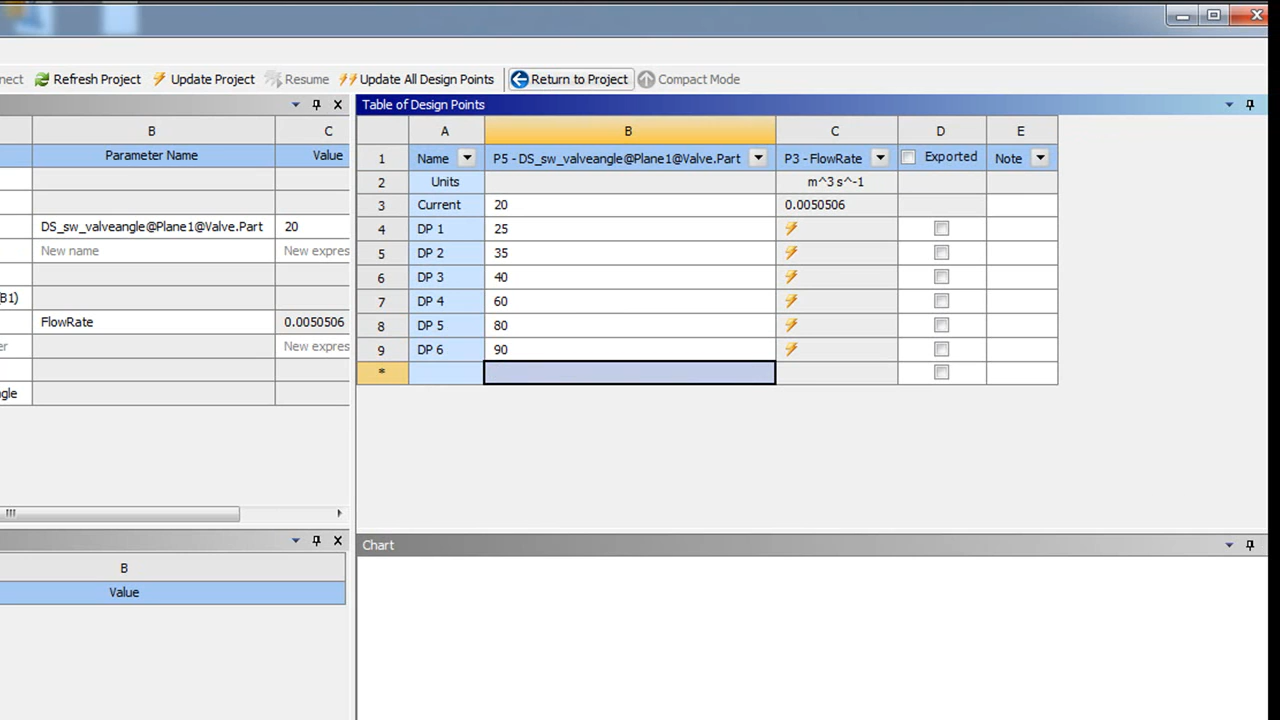 nect Refresh Project Update Project Resume Update All Design Points Return to Project Compact Mode
B C
Parameter Name Value
DS_sw_valveangle@Plane1@Valve.Part 20
New name New expres
B1)
FlowRate 0.0050506
er New expres
ngle
B
Value
Table of Design Points
A B C D E
1 Name P5 - DS_sw_valveangle@Plane1@Valve.Part P3 - FlowRate Exported Note
2 Units m^3 s^-1
3 Current 20 0.0050506
4 DP 1 25
5 DP 2 35
6 DP 3 40
7 DP 4 60
8 DP 5 80
9 DP 6 90
*
Chart